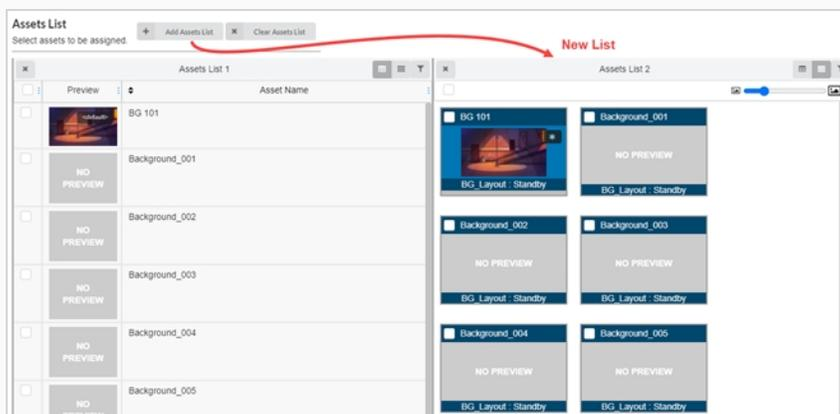 Assets List
Select assets to be assigned.
Add Assets List
Clear Assets List
New List
Assets List 1
Preview
Asset Name
<default>
BG 101
NO
PREVIEW
Background_001
NO
PREVIEW
Background_002
NO
PREVIEW
Background_003
NO
PREVIEW
Background_004
NO
Background_005
Assets List 2
BG 101
BG_Layout : Standby
Background_001
NO PREVIEW
BG_Layout : Standby
Background_002
NO PREVIEW
BG_Layout : Standby
Background_003
NO PREVIEW
BG_Layout : Standby
Background_004
NO PREVIEW
BG_Layout : Standby
Background_005
NO PREVIEW
BG_Layout : Standby